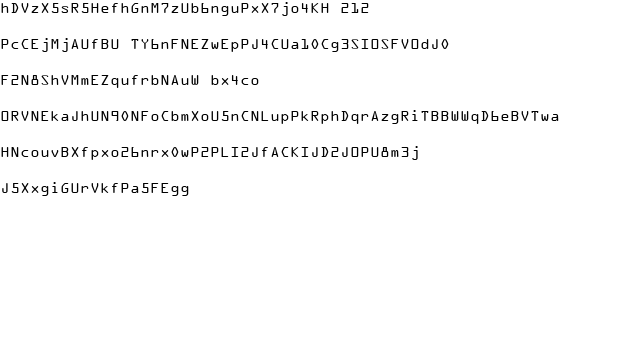 hDVzX5sR5HefhGnM7zUb6nguPxX7jo4KH 212
PcCEjMjAUfBU TY6nFNEZwEpPJ4CUa10Cg3SIOSFVOdJ0
F2N8ShVMmEZqufrbNAuW bx4co
ORVNEkaJhUN90NFoCbmXoU5nCNLupPkRphDqrAzgRiTBBWWqD6eBVTwa
HNcouvBXfpxo26nrx0wP2PLI2JfACKIJD2JOPU8m3j
J5XxgiGUrVkfPa5FEgg